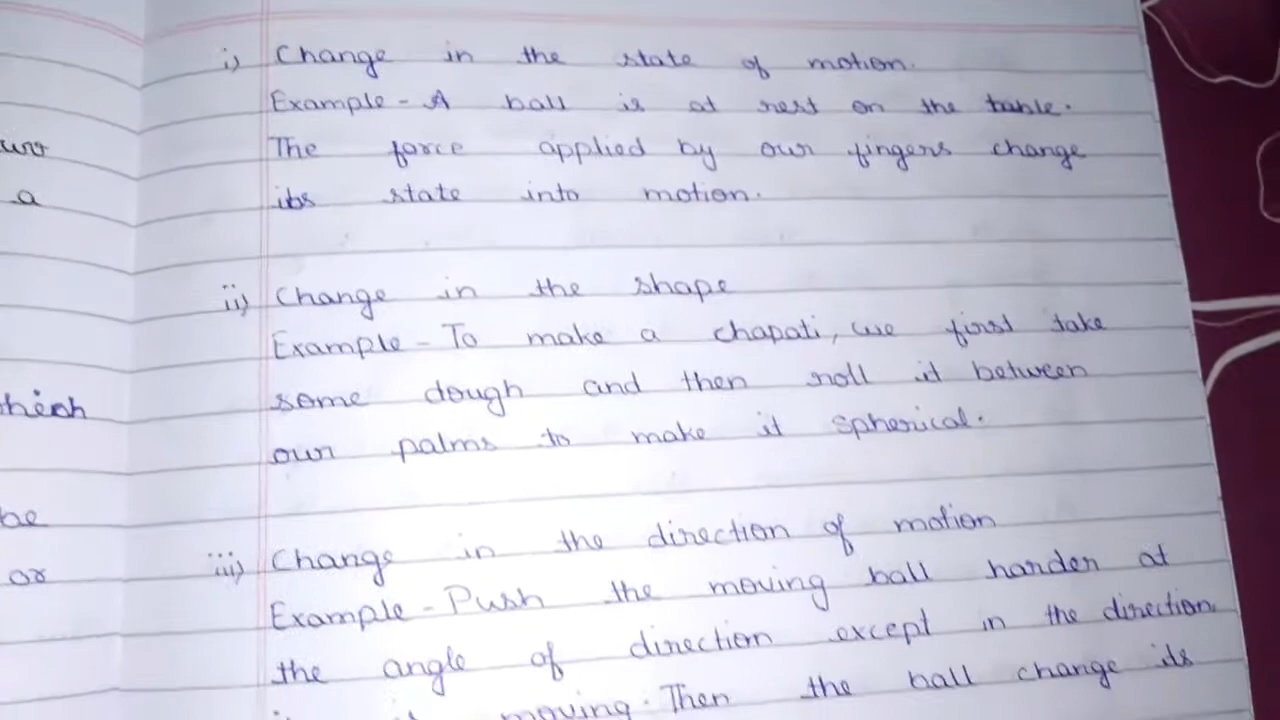 i) Change in the state of motion.
Example - A ball is at rest on the table.
The force applied by our fingers change
its state into motion.
ii) Change in the shape
Example - To make a chapati, we first take
some dough and then roll it between
our palms to make it spherical.
iii) Change in the direction of motion
Example - Push the moving ball harder at
the angle of direction except in the direction
moving. Then the ball change its
a
be
or